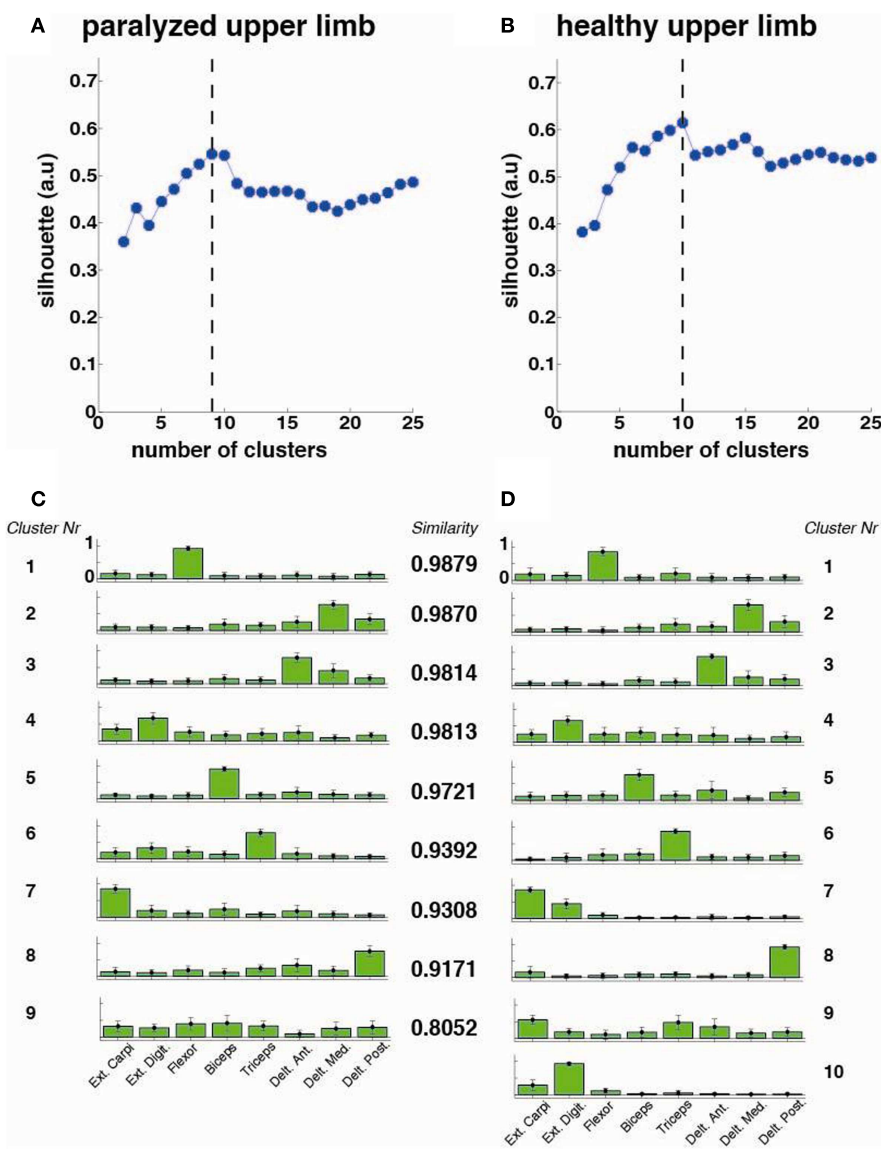 A paralyzed upper limb
B healthy upper limb
silhouette (a.u)
0.7
0.6
0.5
0.4
0.3
0.2
0.1
0
0 5 10 15 20 25
number of clusters
silhouette (a.u)
0.7
0.6
0.5
0.4
0.3
0.2
0.1
0
0 5 10 15 20 25
number of clusters
C
D
Cluster Nr
Similarity
Cluster Nr
1 1 0 0.9879 1 0 1
2 0.9870 2
3 0.9814 3
4 0.9813 4
5 0.9721 5
6 0.9392 6
7 0.9308 7
8 0.9171 8
9 0.8052 9
10
Ext. Carpi Ext. Digit. Flexor Biceps Triceps Delt. Ant. Delt. Med. Delt. Post.
Ext. Carpi Ext. Digit. Flexor Biceps Triceps Delt. Ant. Delt. Med. Delt. Post.